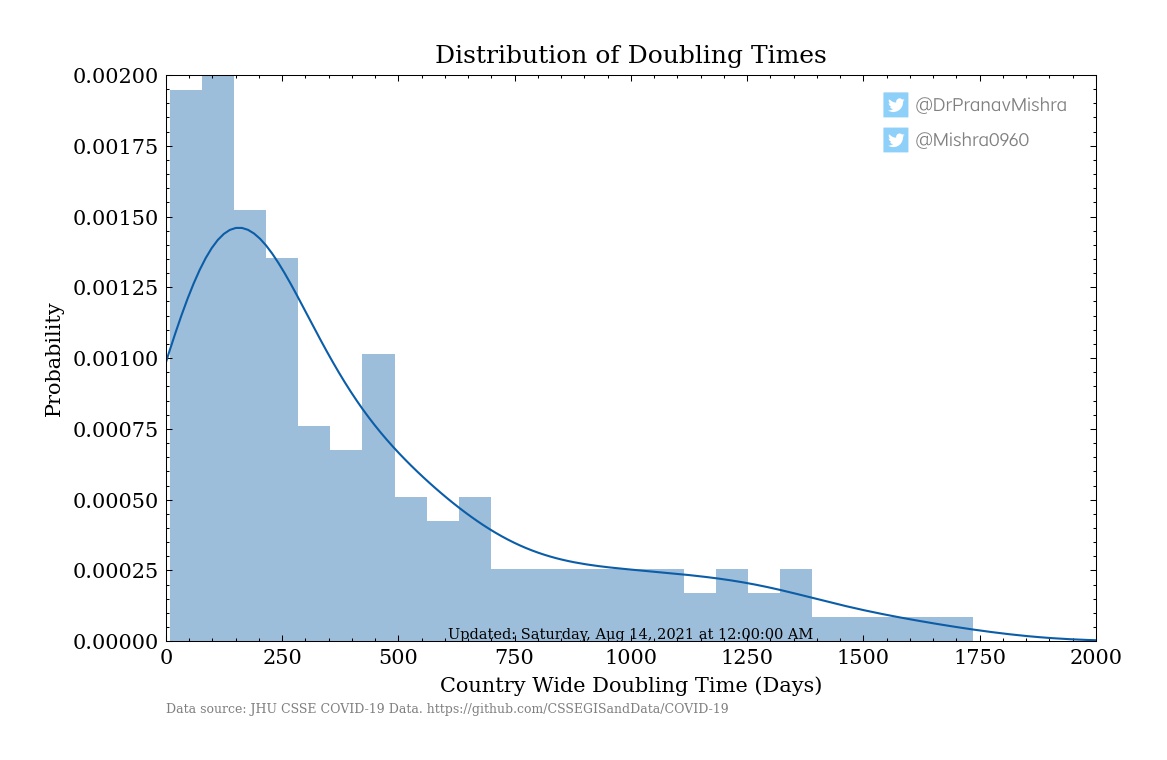 Distribution of Doubling Times
0.00200
0.00175
0.00150
0.00125
0.00100
0.00075
0.00050
0.00025
0.00000
Probability
@DrPranavMishra
@Mishra0960
Updated: Saturday, Aug 14, 2021 at 12:00:00 AM
0 250 500 750 1000 1250 1500 1750 2000
Country Wide Doubling Time (Days)
Data source: JHU CSSE COVID-19 Data. https://github.com/CSSEGISandData/COVID-19